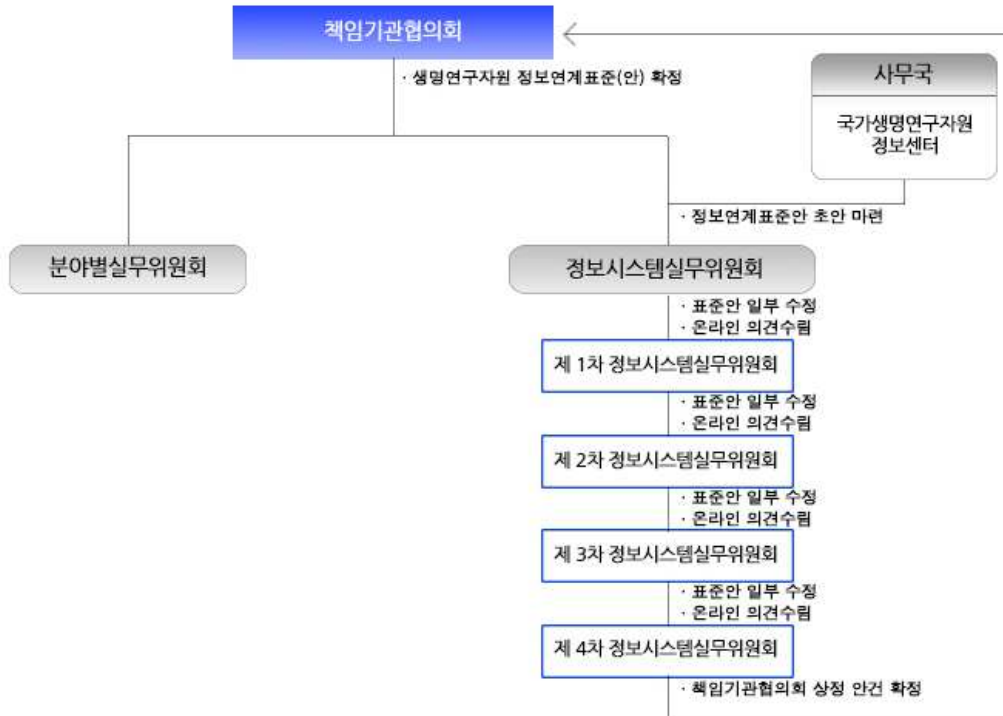 책임기관협의회
· 생명연구자원 정보연계표준(안) 확정
사무국
국가생명연구자원
정보센터
· 정보연계표준안 초안 마련
분야별실무위원회
정보시스템실무위원회
· 표준안 일부 수정
· 온라인 의견수림
제 1차 정보시스템실무위원회
· 표준안 일부 수정
· 온라인 의견수림
제 2차 정보시스템실무위원회
· 표준안 일부 수정
· 온라인 의견수림
제 3차 정보시스템실무위원회
· 표준안 일부 수정
· 온라인 의견수림
제 4차 정보시스템실무위원회
· 책임기관협의회 상정 안건 확정